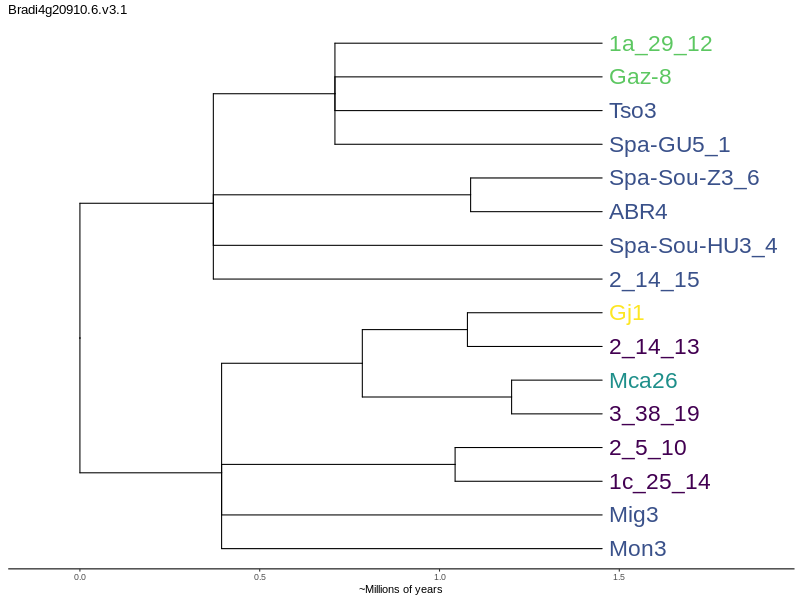 Bradi4g20910.6.v3.1
1a_29_12
Gaz-8
Tso3
Spa-GU5_1
Spa-Sou-Z3_6
ABR4
Spa-Sou-HU3_4
2_14_15
Gj1
2_14_13
Mca26
3_38_19
2_5_10
1c_25_14
Mig3
Mon3
0.0 0.5 1.0 1.5
~Millions of years